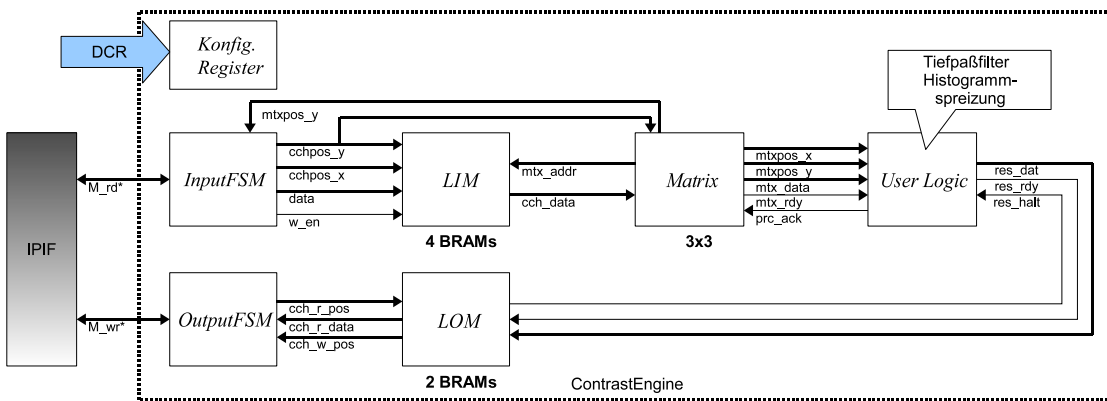 DCR
Konfig.
Register
Tiefpaßfilter
Histogramm-
spreizung
mtxpos_y
IPIF
M_rd*
InputFSM
cchpos_y
cchpos_x
data
w_en
LIM
4 BRAMs
mtx_addr
cch_data
Matrix
3x3
mtxpos_x
mtxpos_y
mtx_data
mtx_rdy
prc_ack
User Logic
res_dat
res_rdy
res_halt
M_wr*
OutputFSM
cch_r_pos
cch_r_data
cch_w_pos
LOM
2 BRAMs
ContrastEngine